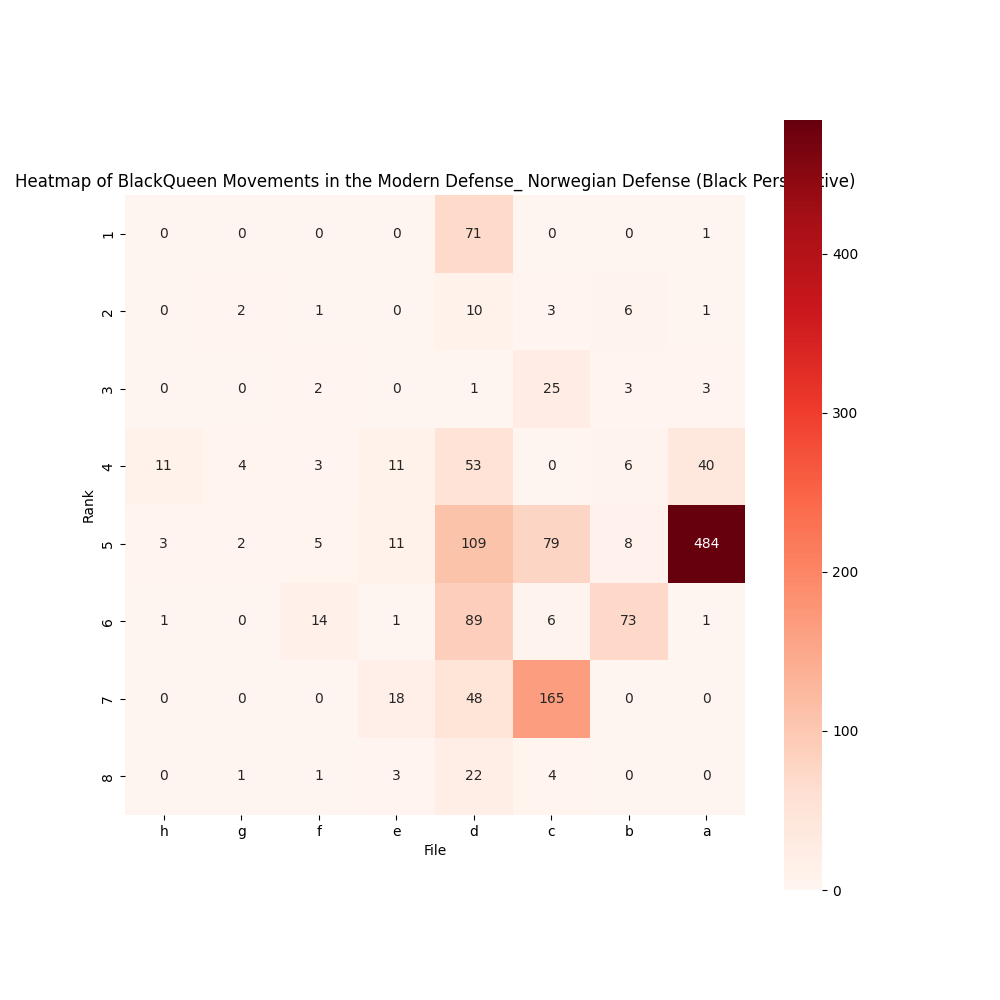 Heatmap of BlackQueen Movements in the Modern Defense_ Norwegian Defense (Black Pers tive)
1 0 0 0 0 71 0 0 1
2 0 2 1 0 10 3 6 1
3 0 0 2 0 1 25 3 3
4 11 4 3 11 53 0 6 40
5 3 2 5 11 109 79 8 484
6 1 0 14 1 89 6 73 1
7 0 0 0 18 48 165 0 0
8 0 1 1 3 22 4 0 0
h g f e d c b a
File
Rank
400
300
200
100
0